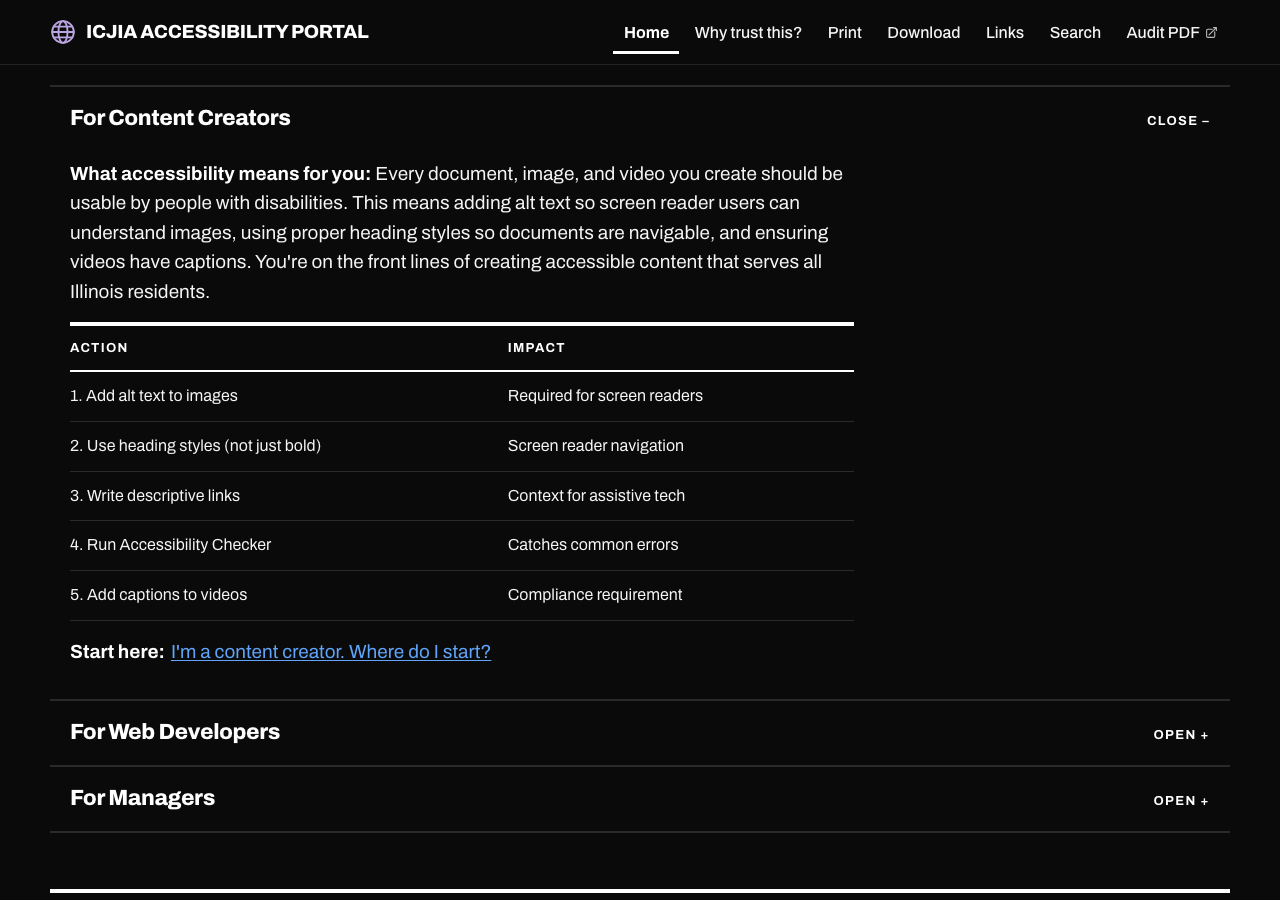 ICJIA ACCESSIBILITY PORTAL
Home Why trust this? Print Download Links Search Audit PDF
For Content Creators CLOSE –
What accessibility means for you: Every document, image, and video you create should be
usable by people with disabilities. This means adding alt text so screen reader users can
understand images, using proper heading styles so documents are navigable, and ensuring
videos have captions. You're on the front lines of creating accessible content that serves all
Illinois residents.
ACTION IMPACT
1. Add alt text to images Required for screen readers
2. Use heading styles (not just bold) Screen reader navigation
3. Write descriptive links Context for assistive tech
4. Run Accessibility Checker Catches common errors
5. Add captions to videos Compliance requirement
Start here: I'm a content creator. Where do I start?
For Web Developers OPEN +
For Managers OPEN +